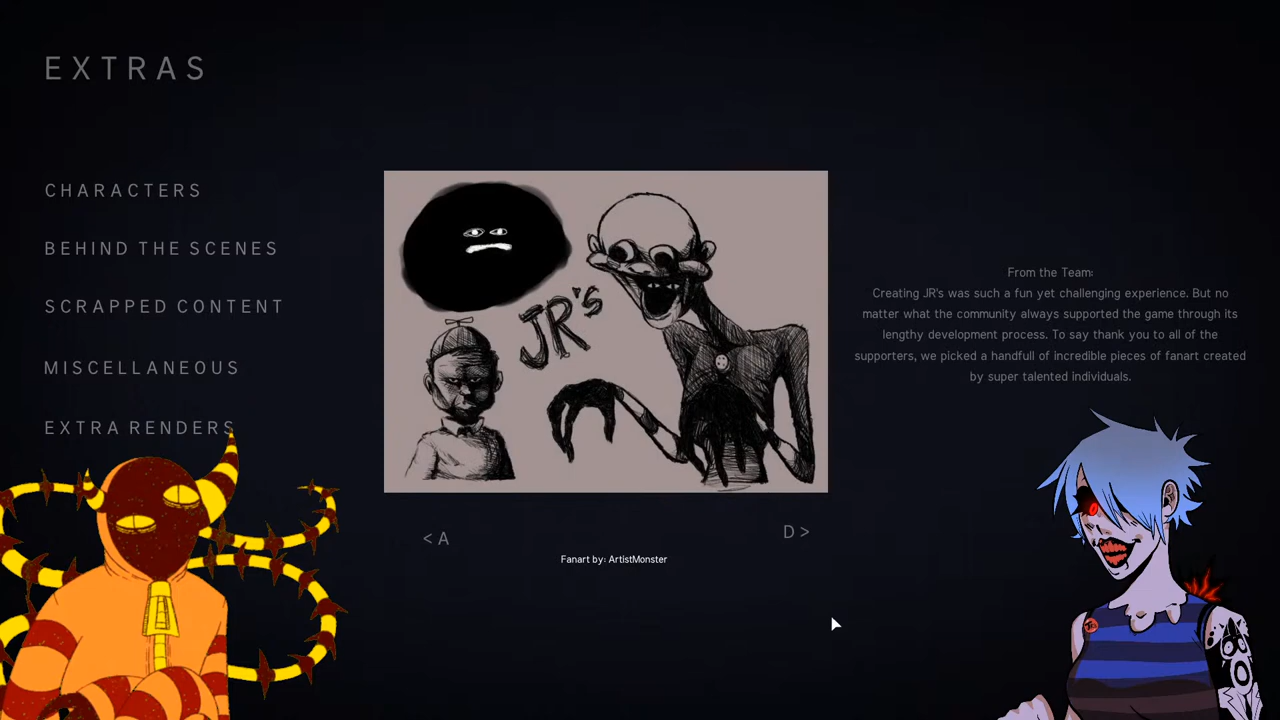 EXTRAS
CHARACTERS
BEHIND THE SCENES
SCRAPPED CONTENT
MISCELLANEOUS
EXTRA RENDERS
JR's
From the Team:
Creating JR's was such a fun yet challenging experience. But no
matter what the community always supported the game through its
lengthy development process. To say thank you to all of the
supporters, we picked a handfull of incredible pieces of fanart created
by super talented individuals.
< A
D >
Fanart by: ArtistMonster